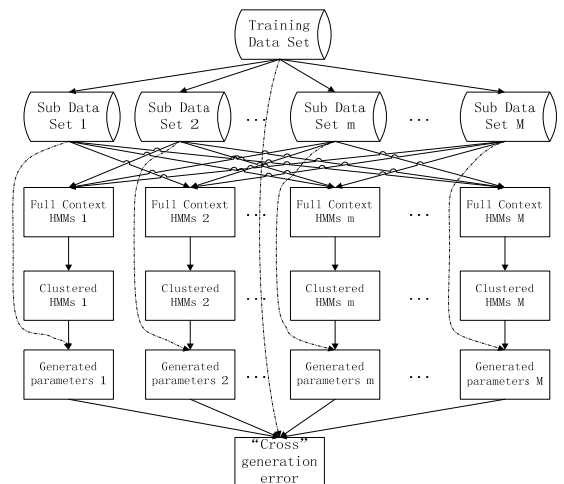 Training
Data Set
Sub Data
Set 1
Sub Data
Set 2
...
Sub Data
Set m
...
Sub Data
Set M
Full Context
HMMs 1
Full Context
HMMs 2
...
Full Context
HMMs m
...
Full Context
HMMs M
Clustered
HMMs 1
Clustered
HMMs 2
...
Clustered
HMMs m
...
Clustered
HMMs M
Generated
parameters 1
Generated
parameters 2
...
Generated
parameters m
...
Generated
parameters M
“Cross”
generation
error